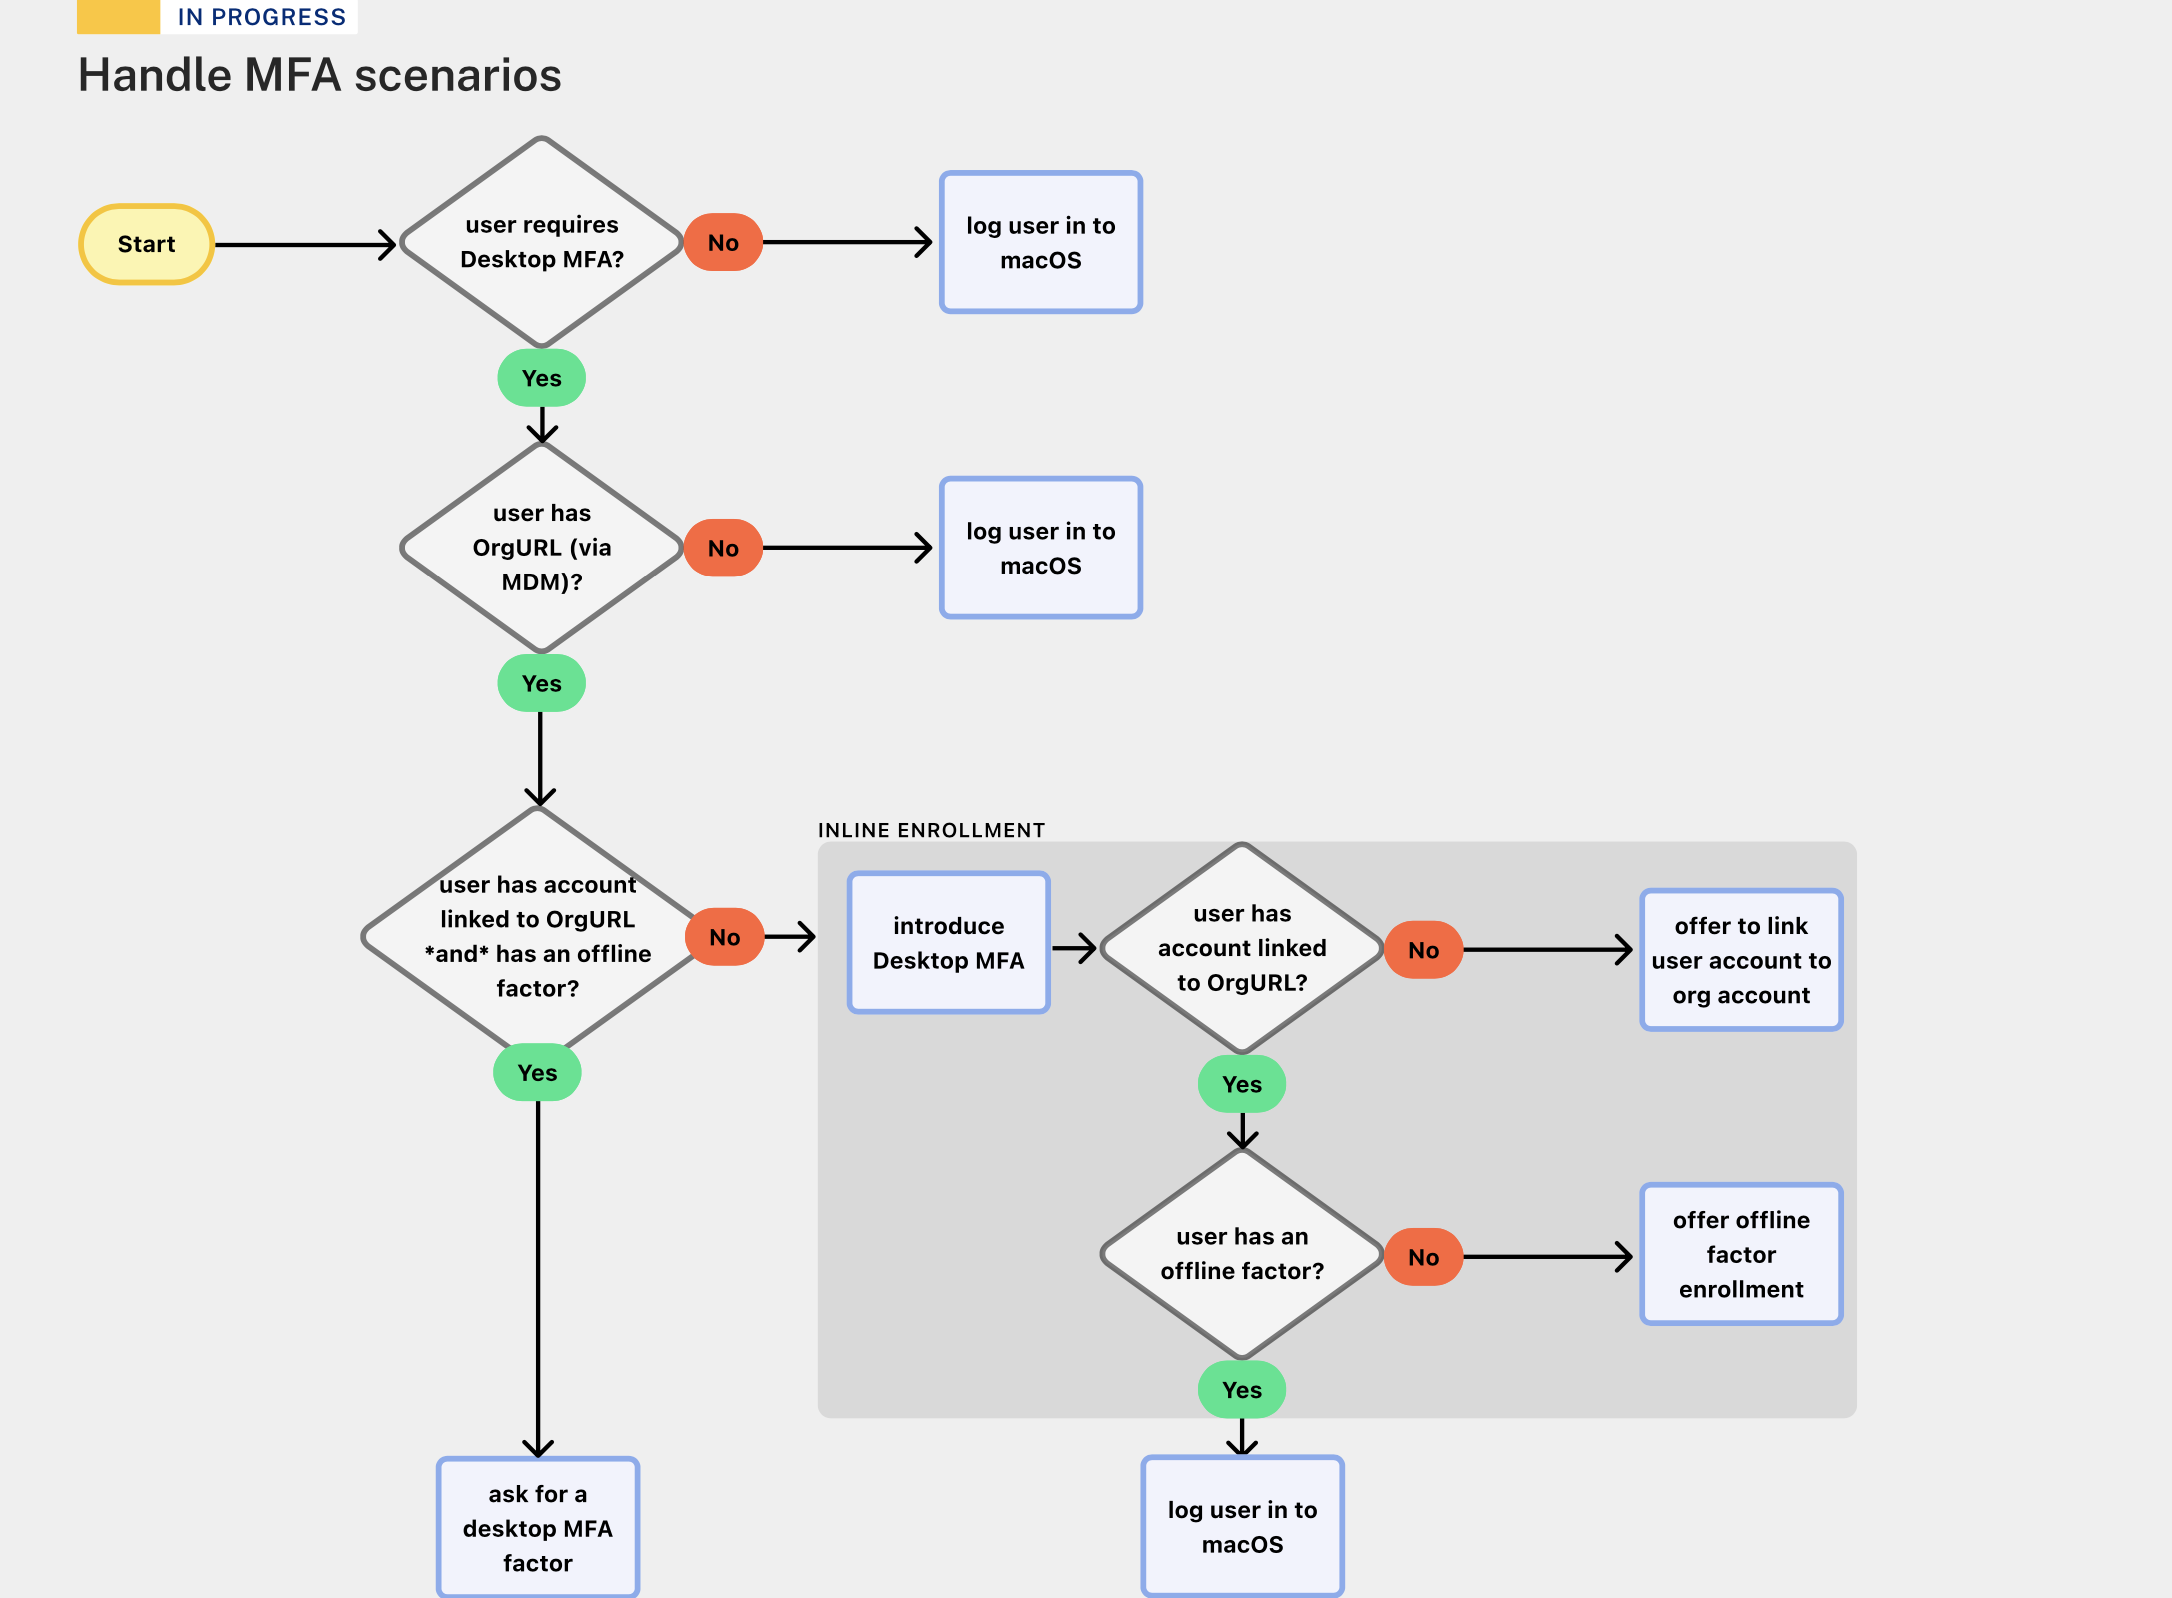 IN PROGRESS
Handle MFA scenarios
Start
user requires
Desktop MFA?
No
log user in to
macOS
Yes
user has
OrgURL (via
MDM)?
No
log user in to
macOS
Yes
user has account
linked to OrgURL
*and* has an offline
factor?
No
INLINE ENROLLMENT
introduce
Desktop MFA
user has
account linked
to OrgURL?
No
offer to link
user account to
org account
Yes
Yes
user has an
offline factor?
No
offer offline
factor
enrollment
Yes
ask for a
desktop MFA
factor
log user in to
macOS